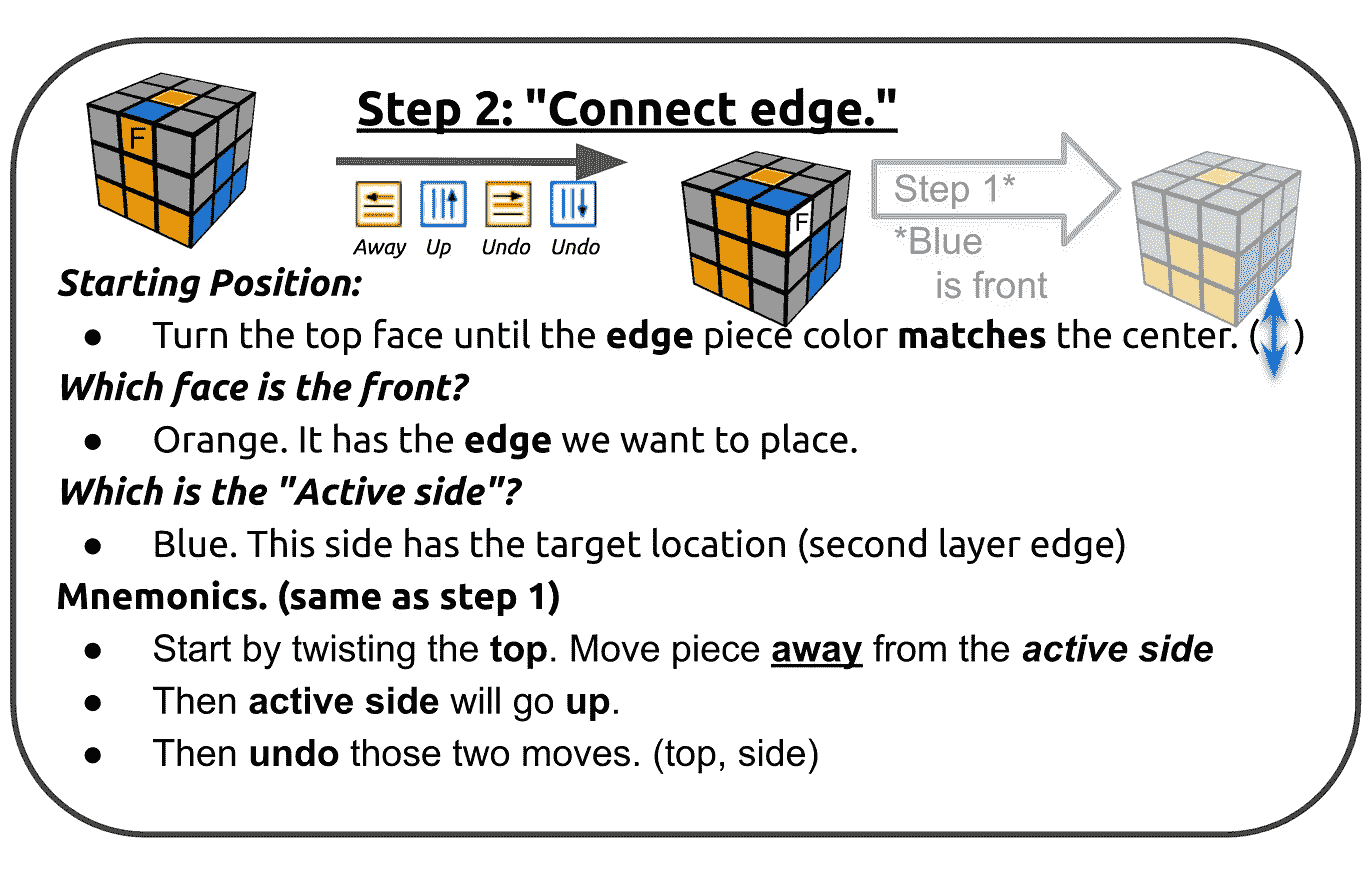 Step 2: "Connect edge."
F
Away Up Undo Undo
F
Step 1*
*Blue
is front
Starting Position:
● Turn the top face until the edge piece color matches the center. ( )
Which face is the front?
● Orange. It has the edge we want to place.
Which is the "Active side"?
● Blue. This side has the target location (second layer edge)
Mnemonics. (same as step 1)
● Start by twisting the top. Move piece away from the active side
● Then active side will go up.
● Then undo those two moves. (top, side)